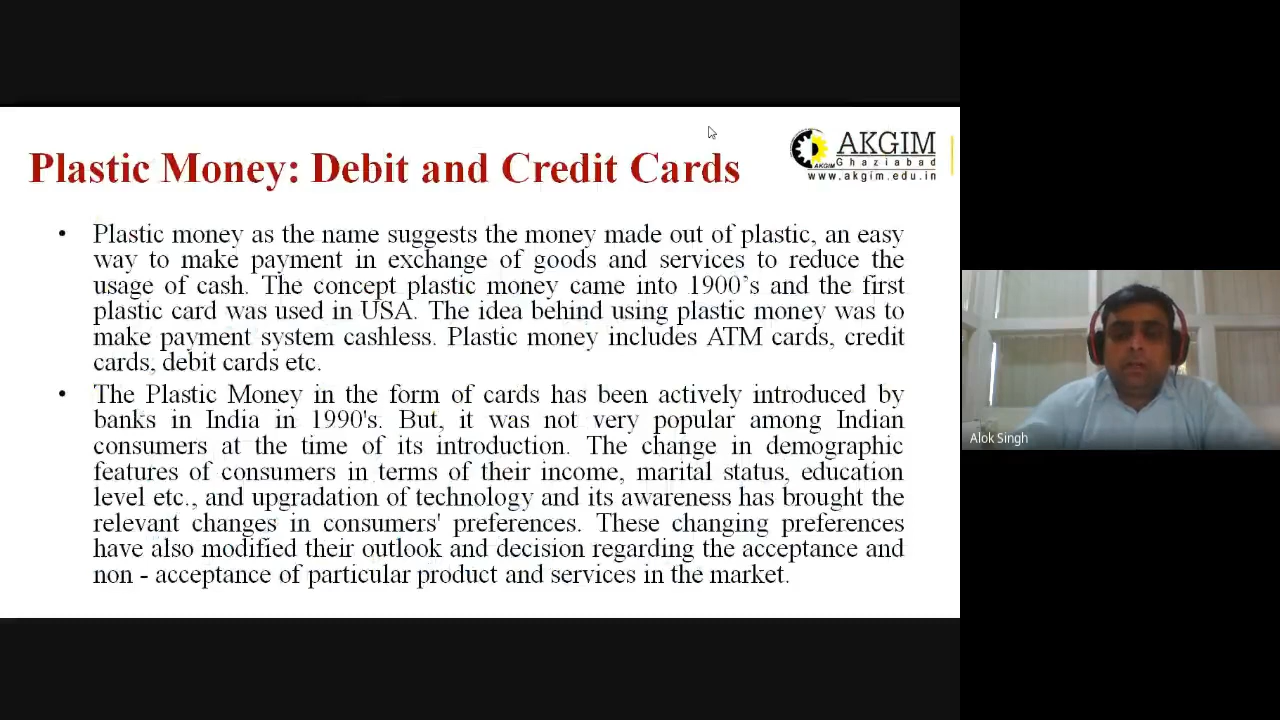 Plastic Money: Debit and Credit Cards
AKGIM
Ghaziabad
AKGIM
www.akgim.edu.in
• Plastic money as the name suggests the money made out of plastic, an easy
way to make payment in exchange of goods and services to reduce the
usage of cash. The concept plastic money came into 1900’s and the first
plastic card was used in USA. The idea behind using plastic money was to
make payment system cashless. Plastic money includes ATM cards, credit
cards, debit cards etc.
• The Plastic Money in the form of cards has been actively introduced by
banks in India in 1990's. But, it was not very popular among Indian
consumers at the time of its introduction. The change in demographic
features of consumers in terms of their income, marital status, education
level etc., and upgradation of technology and its awareness has brought the
relevant changes in consumers' preferences. These changing preferences
have also modified their outlook and decision regarding the acceptance and
non - acceptance of particular product and services in the market.
Alok Singh